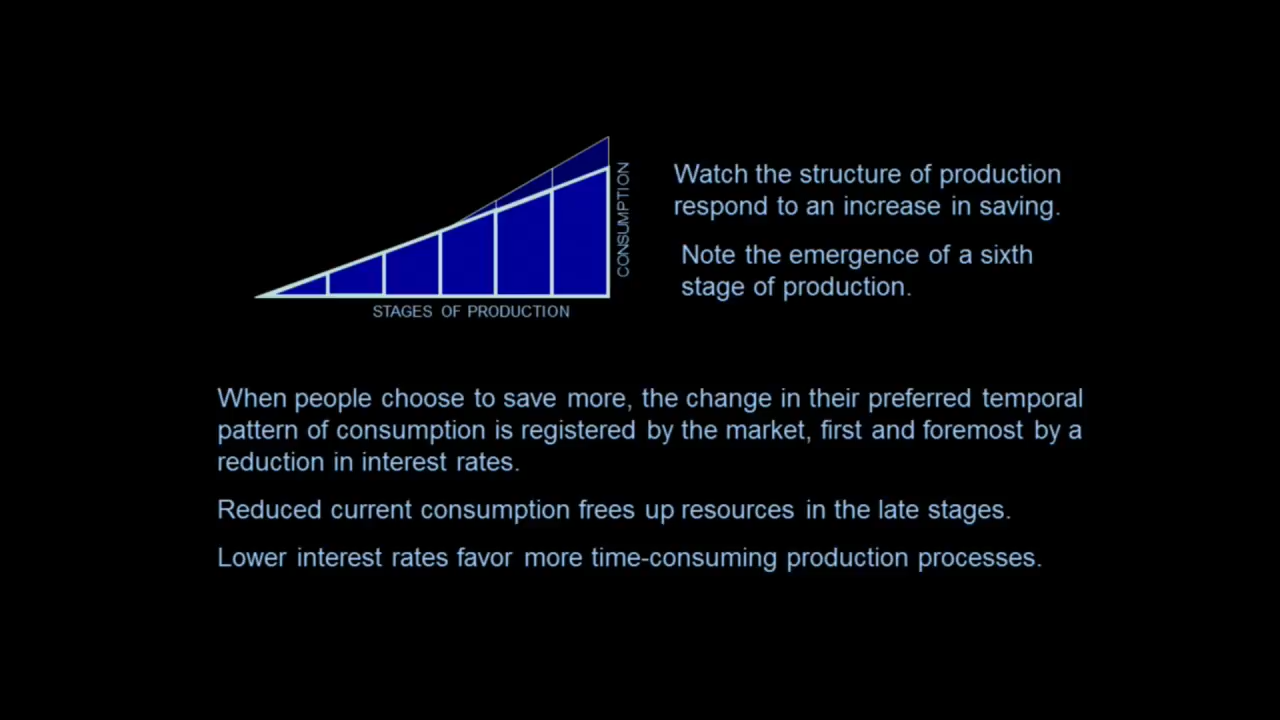 CONSUMPTION
STAGES OF PRODUCTION
Watch the structure of production
respond to an increase in saving.
Note the emergence of a sixth
stage of production.
When people choose to save more, the change in their preferred temporal
pattern of consumption is registered by the market, first and foremost by a
reduction in interest rates.
Reduced current consumption frees up resources in the late stages.
Lower interest rates favor more time-consuming production processes.